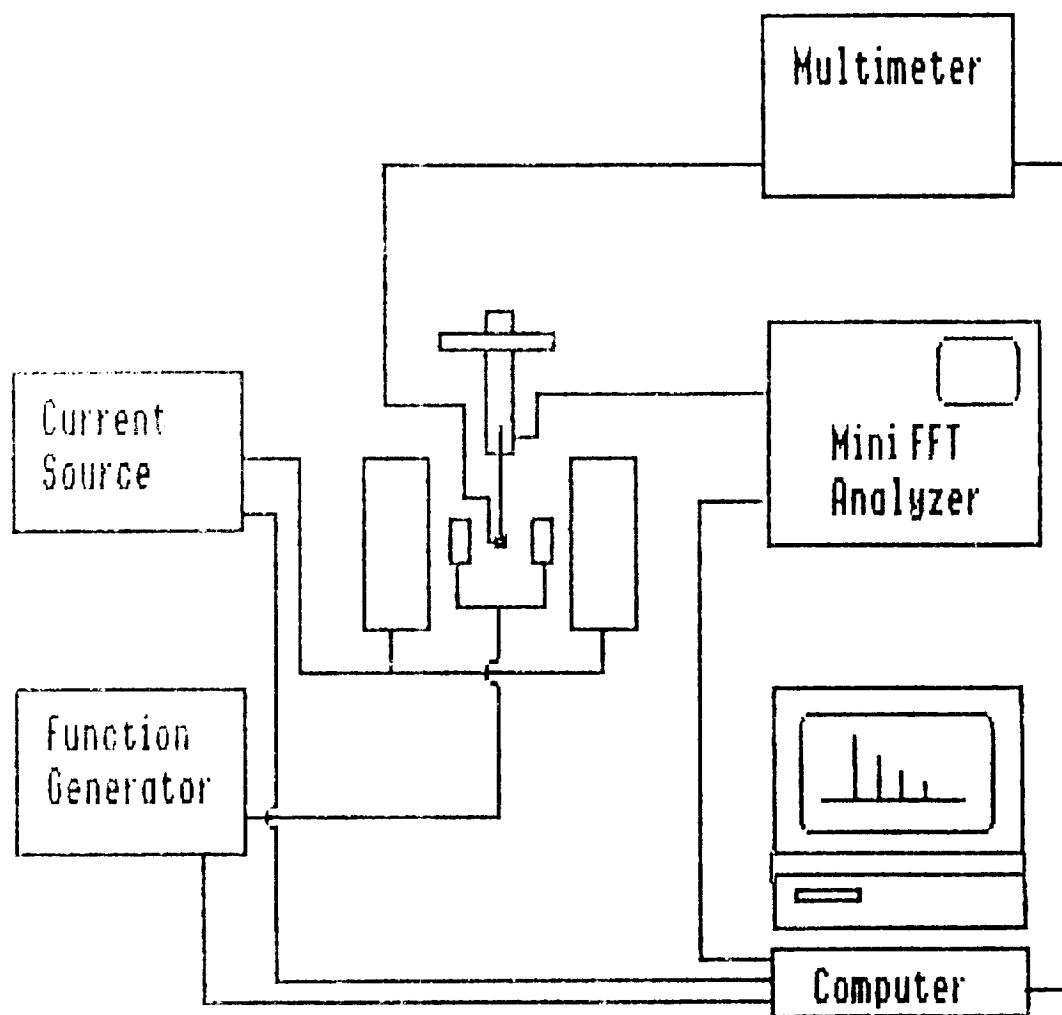 Multimeter
Current
Source
Mini FFT
Analyzer
Function
Generator
Computer